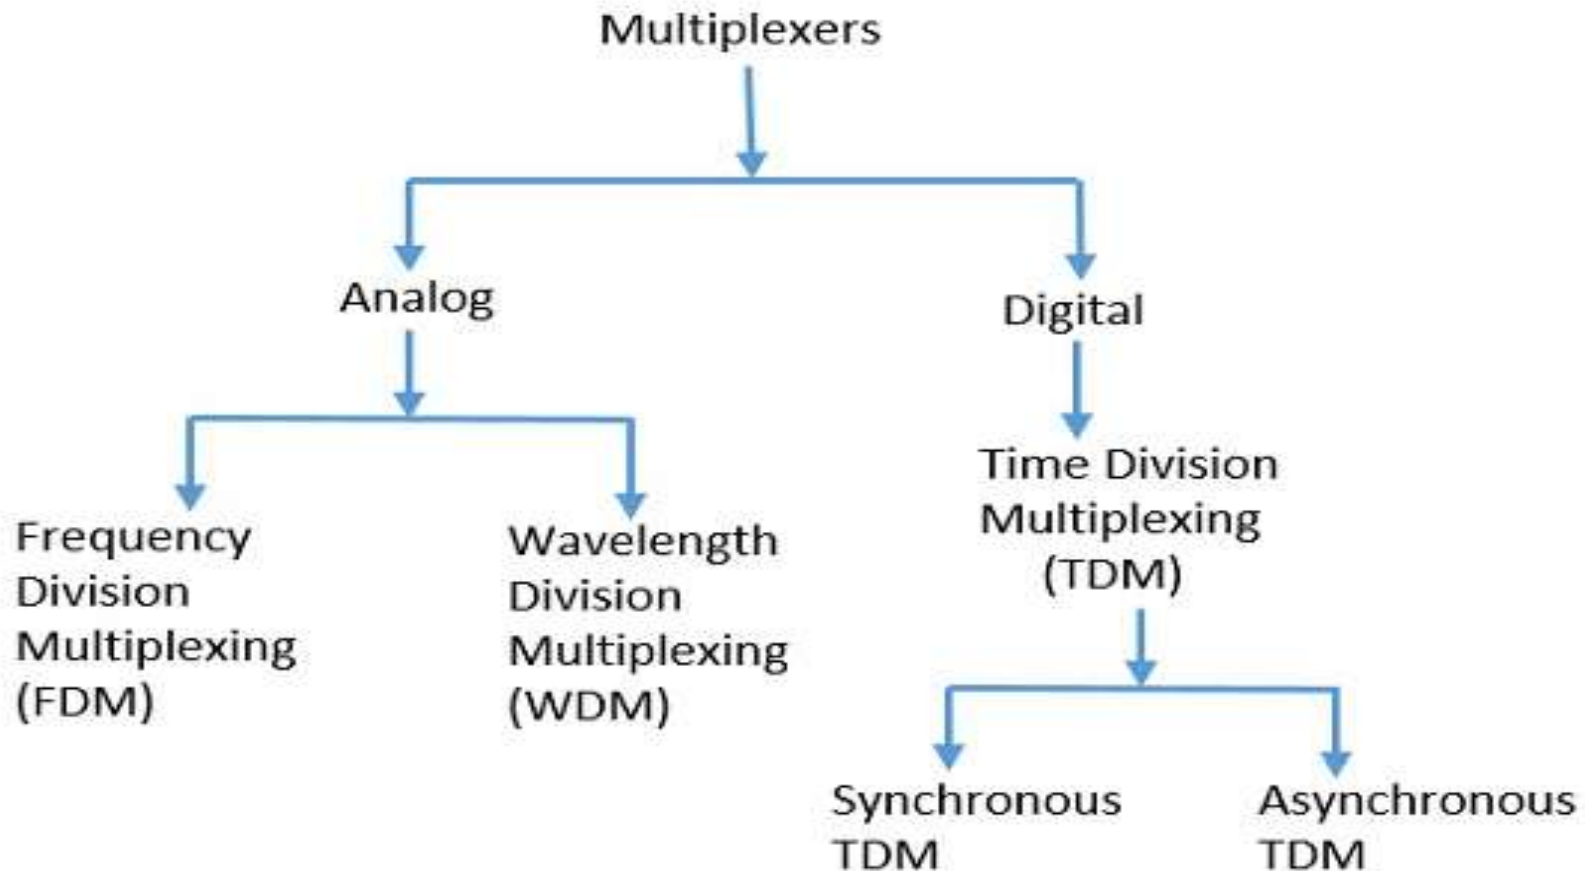 Multiplexers
Analog
Digital
Frequency
Division
Multiplexing
(FDM)
Wavelength
Division
Multiplexing
(WDM)
Time Division
Multiplexing
(TDM)
Synchronous
TDM
Asynchronous
TDM